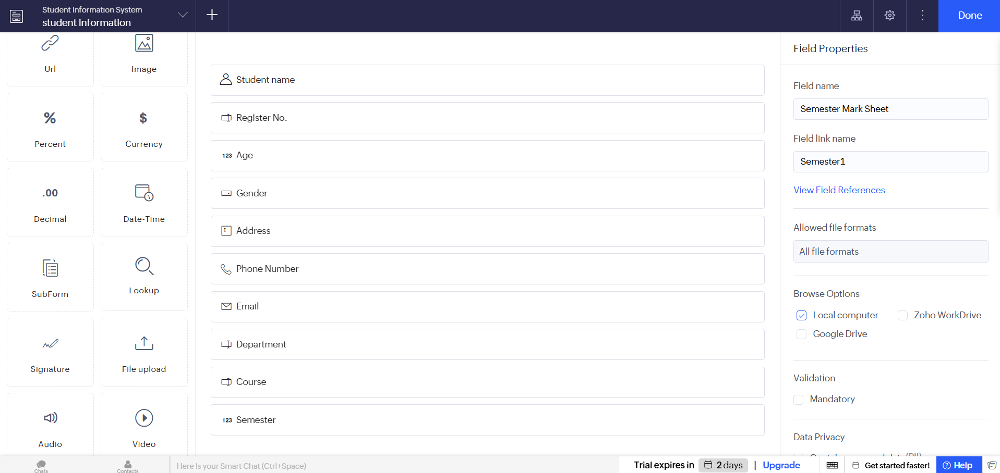 Student Information System
student information
Done
Url
Image
%
Percent
$
Currency
.00
Decimal
Date-Time
SubForm
Lookup
Signature
File upload
Audio
Video
Student name
Register No.
123 Age
Gender
Address
Phone Number
Email
Department
Course
123 Semester
Field Properties
Field name
Semester Mark Sheet
Field link name
Semester1
View Field References
Allowed file formats
All file formats
Browse Options
Local computer
Zoho WorkDrive
Google Drive
Validation
Mandatory
Data Privacy
Chats
Contacts
Here is your Smart Chat (Ctrl+Space)
Trial expires in 2 days | Upgrade
Get started faster!
Help